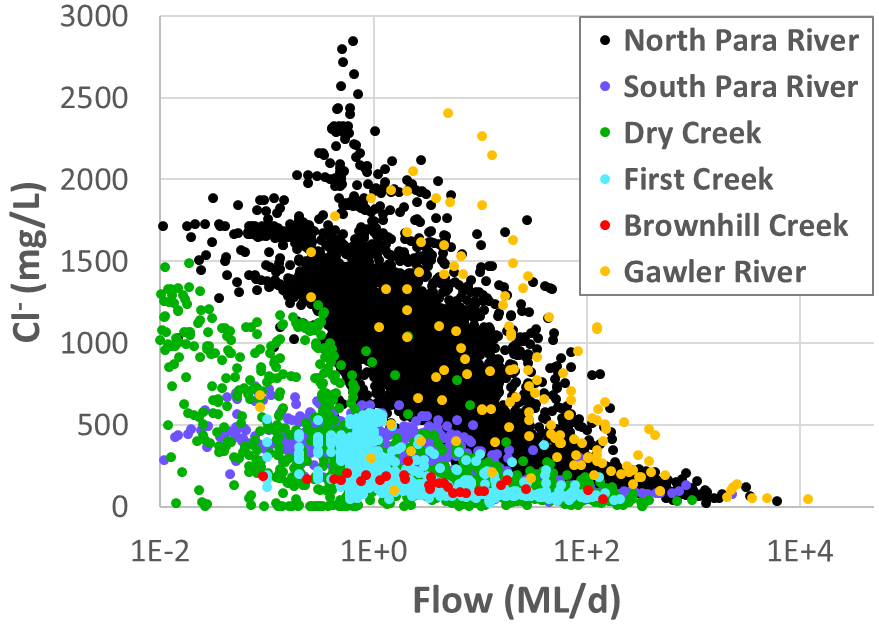 3000
2500
2000
1500
1000
500
0
Cl- (mg/L)
1E-2
1E+0
1E+2
1E+4
Flow (ML/d)
North Para River
South Para River
Dry Creek
First Creek
Brownhill Creek
Gawler River